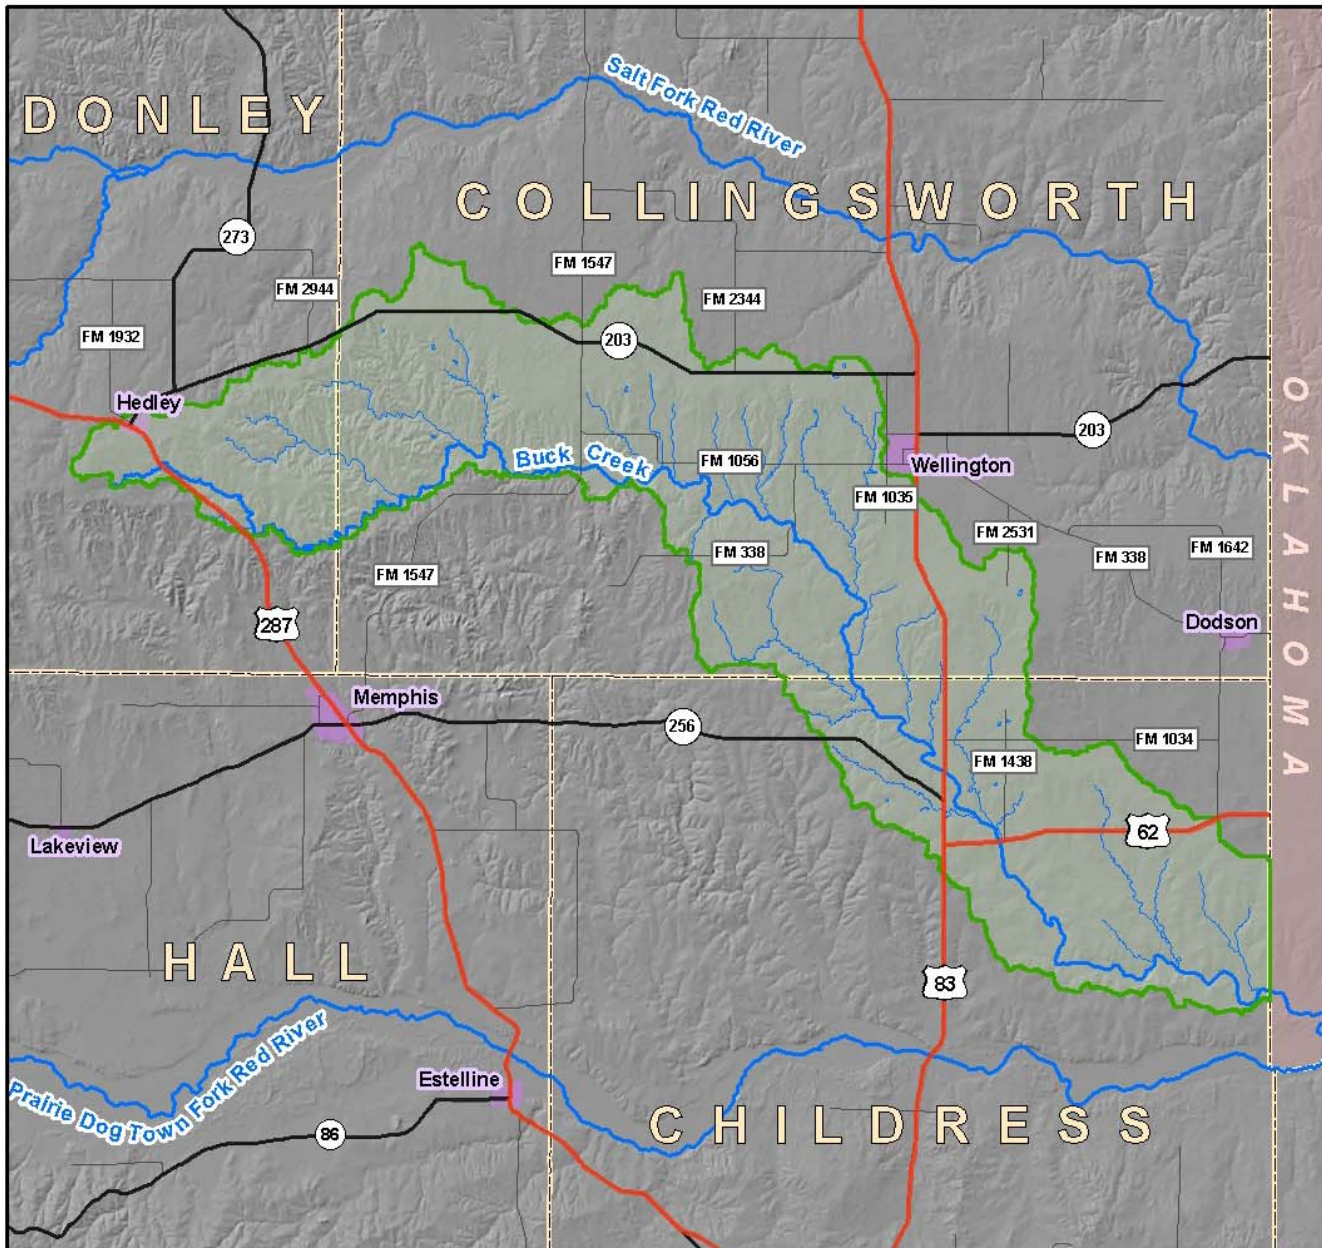 Salt Fork Red River
DONLEY
COLLINGSWORTH
273
FM 1547
FM 2944
FM 2344
FM 1932
203
Hedley
OKLAHOMA
203
Buck Creek
FM 1056
Wellington
FM 1035
FM 2531
FM 338
FM 338
FM 1642
FM 1547
287
Dodson
Memphis
256
FM 1034
FM 1438
62
Lakeview
HALL
83
Prairie Dog Town Fork Red River
Estelline
CHILDRESS
86